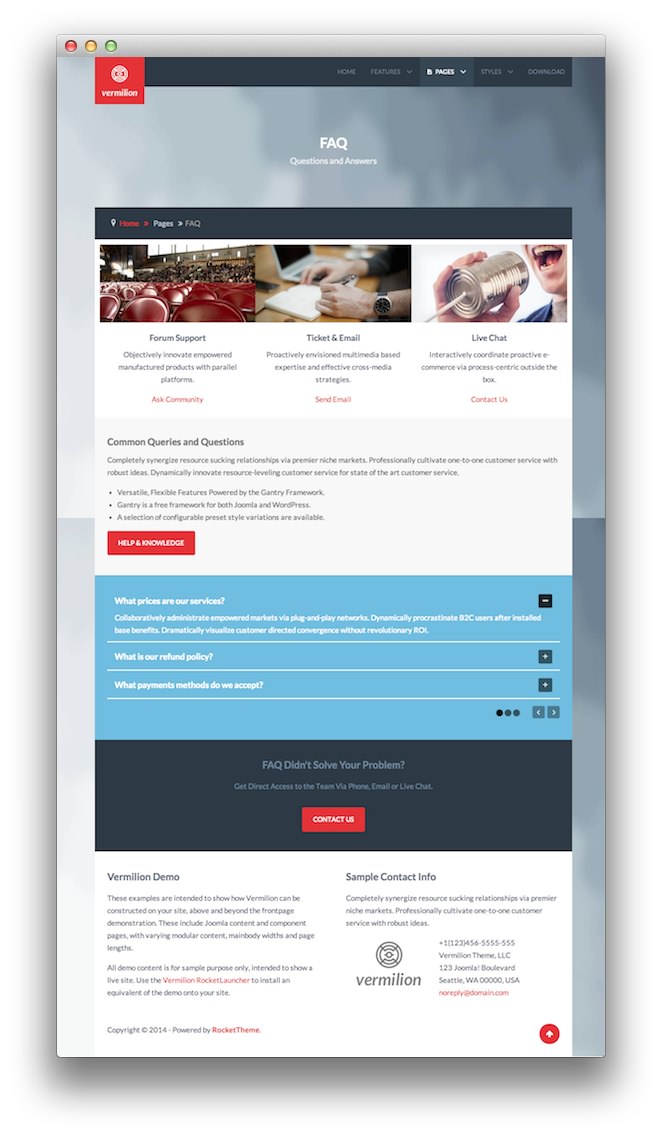 vermilion
HOME FEATURES PAGES STYLES DOWNLOAD
FAQ
Questions and Answers
Home » Pages » FAQ
Forum Support
Objectively innovate empowered
manufactured products with parallel
platforms.
Ask Community
Ticket & Email
Proactively envisioned multimedia based
expertise and effective cross-media
strategies.
Send Email
Live Chat
Interactively coordinate proactive e-
commerce via process-centric outside the
box.
Contact Us
Common Queries and Questions
Completely synergize resource sucking relationships via premier niche markets. Professionally cultivate one-to-one customer service with
robust ideas. Dynamically innovate resource-leveling customer service for state of the art customer service.
• Versatile, Flexible Features Powered by the Gantry Framework.
• Gantry is a free framework for both Joomla and WordPress.
• A selection of configurable preset style variations are available.
HELP & KNOWLEDGE
What prices are our services?
Collaboratively administrate empowered markets via plug-and-play networks. Dynamically procrastinate B2C users after installed
base benefits. Dramatically visualize customer directed convergence without revolutionary ROI.
What is our refund policy?
What payments methods do we accept?
FAQ Didn't Solve Your Problem?
Get Direct Access to the Team Via Phone, Email or Live Chat.
CONTACT US
Vermilion Demo
These examples are intended to show how Vermilion can be
constructed on your site, above and beyond the frontpage
demonstration. These include Joomla content and component
pages, with varying modular content, mainbody widths and page
lengths.
All demo content is for sample purpose only, intended to show a
live site. Use the Vermilion RocketLauncher to install an
equivalent of the demo onto your site.
Sample Contact Info
Completely synergize resource sucking relationships via premier
niche markets. Professionally cultivate one-to-one customer
service with robust ideas.
vermilion
+1(123)456-5555-555
Vermilion Theme, LLC
123 Joomla! Boulevard
Seattle, WA 00000, USA
noreply@domain.com
Copyright © 2014 - Powered by RocketTheme.